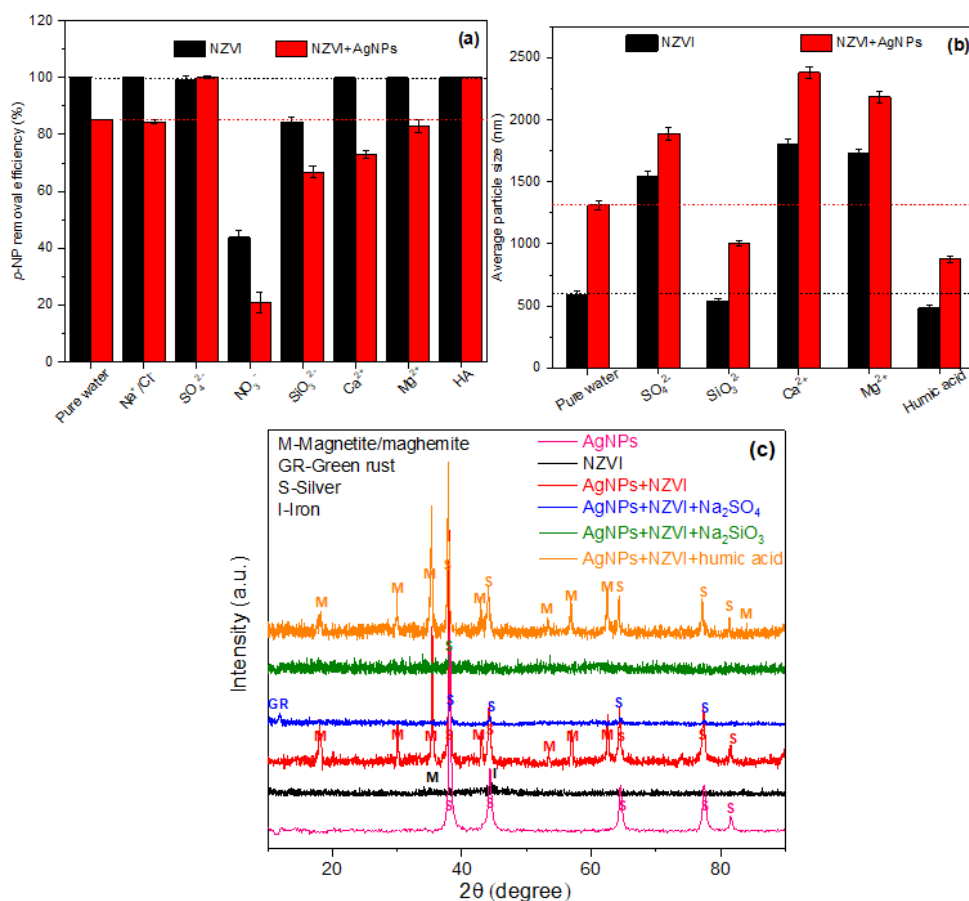 (a)
NZVI
NZVI+AgNPs
p-NP removal efficiency (%)
120
100
80
60
40
20
0
Pure water
Na⁺/Cl⁻
SO₄²⁻
NO₃⁻
SiO₃²⁻
Ca²⁺
Mg²⁺
HA
(b)
NZVI
NZVI+AgNPs
Average particle size (nm)
2500
2000
1500
1000
500
0
Pure water
SO₄²⁻
SiO₃²⁻
Ca²⁺
Mg²⁺
Humic acid
(c)
M-Magnetite/maghemite
GR-Green rust
S-Silver
I-Iron
AgNPs
NZVI
AgNPs+NZVI
AgNPs+NZVI+Na₂SO₄
AgNPs+NZVI+Na₂SiO₃
AgNPs+NZVI+humic acid
Intensity (a.u.)
M M M S M S M M M S S S M
S
GR S S S S
M M M S M S M M M S S S
M I
S S S S S
20 40 60 80
2θ (degree)